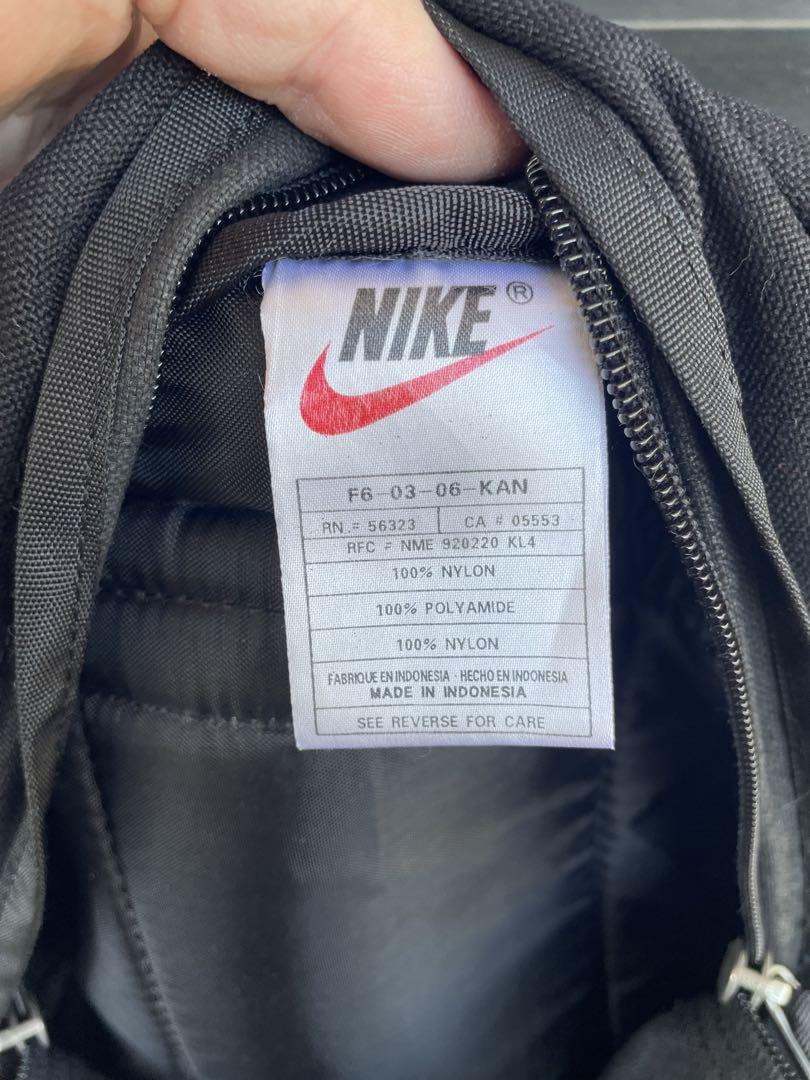 NIKE®
F6-03-06-KAN
RN.# 56323 CA # 05553
RFC # NME 920220 KL4
100% NYLON
100% POLYAMIDE
100% NYLON
FABRIQUE EN INDONESIA · HECHO EN INDONESIA
MADE IN INDONESIA
SEE REVERSE FOR CARE